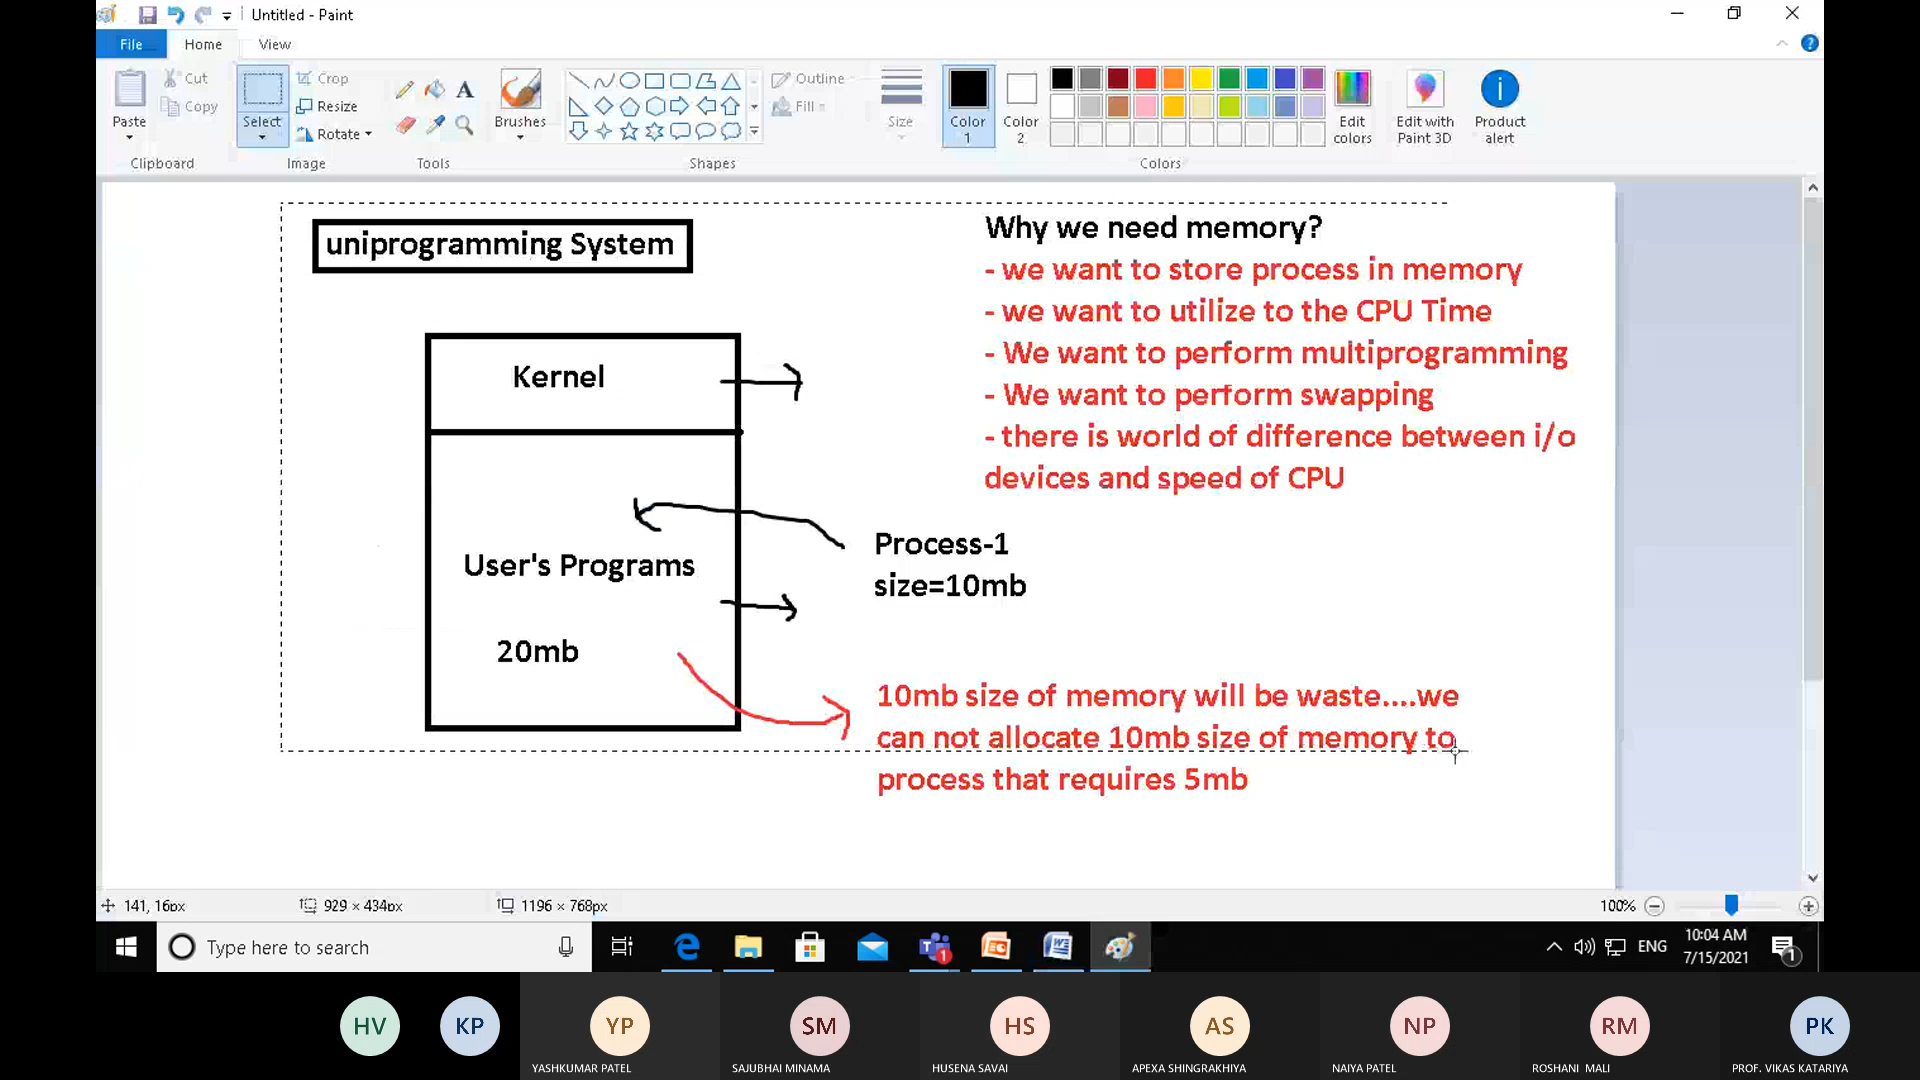 Untitled - Paint
File
Home
View
Paste
Cut
Copy
Clipboard
Select
Crop
Resize
Rotate
Image
Tools
Brushes
Outline
Fill
Shapes
Size
Color
1
Color
2
Edit
colors
Edit with
Paint 3D
Product
alert
Colors
uniprogramming System
Kernel
User's Programs
20mb
Why we need memory?
- we want to store process in memory
- we want to utilize to the CPU Time
- We want to perform multiprogramming
- We want to perform swapping
- there is world of difference between i/o
devices and speed of CPU
Process-1
size=10mb
10mb size of memory will be waste....we
can not allocate 10mb size of memory to
process that requires 5mb
141, 16px
929 × 434px
1196 × 768px
100%
Type here to search
1
ENG
10:04 AM
7/15/2021
1
HV
KP
YP
YASHKUMAR PATEL
SM
SAJUBHAI MINAMA
HS
HUSENA SAVAI
AS
APEXA SHINGRAKHIYA
NP
NAIYA PATEL
RM
ROSHANI MALI
PK
PROF. VIKAS KATARIYA